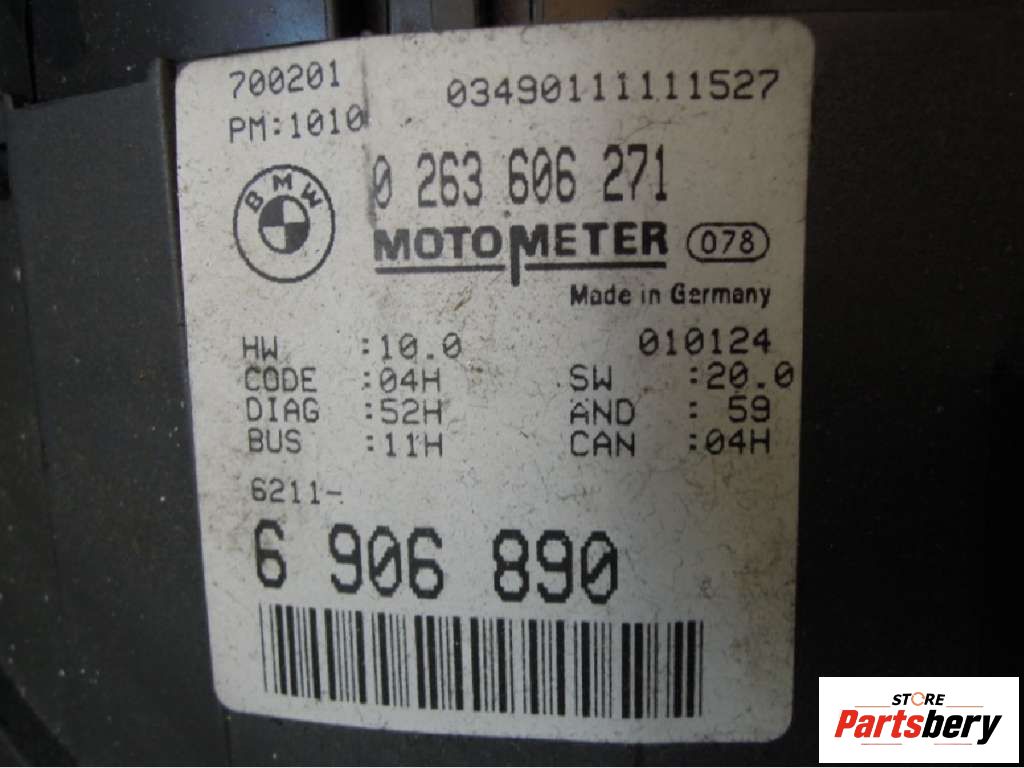 700201
03490111111527
PM:1010
BMW
0 263 606 271
MOTOMETER 078
Made in Germany
HW :10.0 010124
CODE :04H SW :20.0
DIAG :52H AND : 59
BUS :11H CAN :04H
6211-
6 906 890
STORE
Partsbery